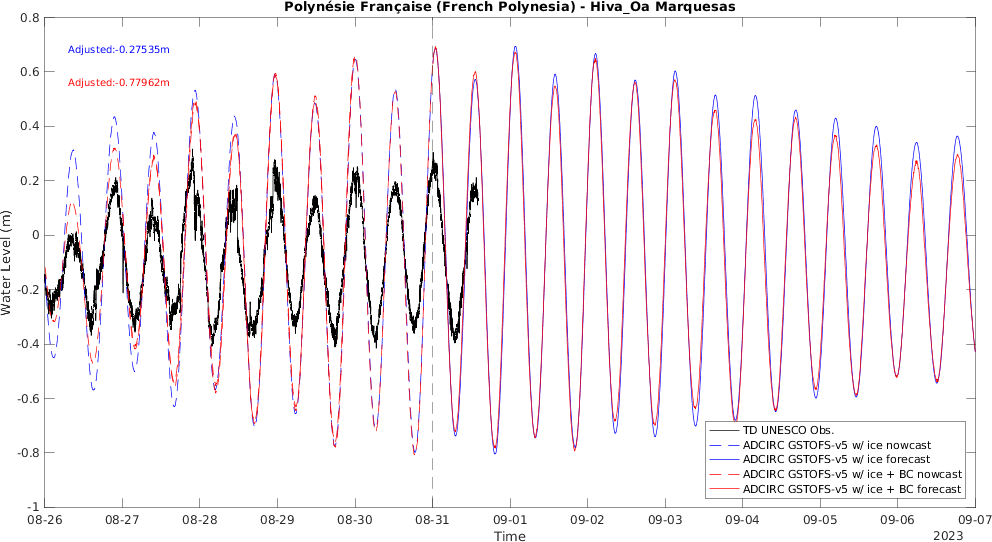 Polynésie Française (French Polynesia) - Hiva_Oa Marquesas
Adjusted:-0.27535m
Adjusted:-0.77962m
Water Level (m)
0.8
0.6
0.4
0.2
0
-0.2
-0.4
-0.6
-0.8
-1
TD UNESCO Obs.
ADCIRC GSTOFS-v5 w/ ice nowcast
ADCIRC GSTOFS-v5 w/ ice forecast
ADCIRC GSTOFS-v5 w/ ice + BC nowcast
ADCIRC GSTOFS-v5 w/ ice + BC forecast
08-26 08-27 08-28 08-29 08-30 08-31 09-01 09-02 09-03 09-04 09-05 09-06 09-07
Time
2023